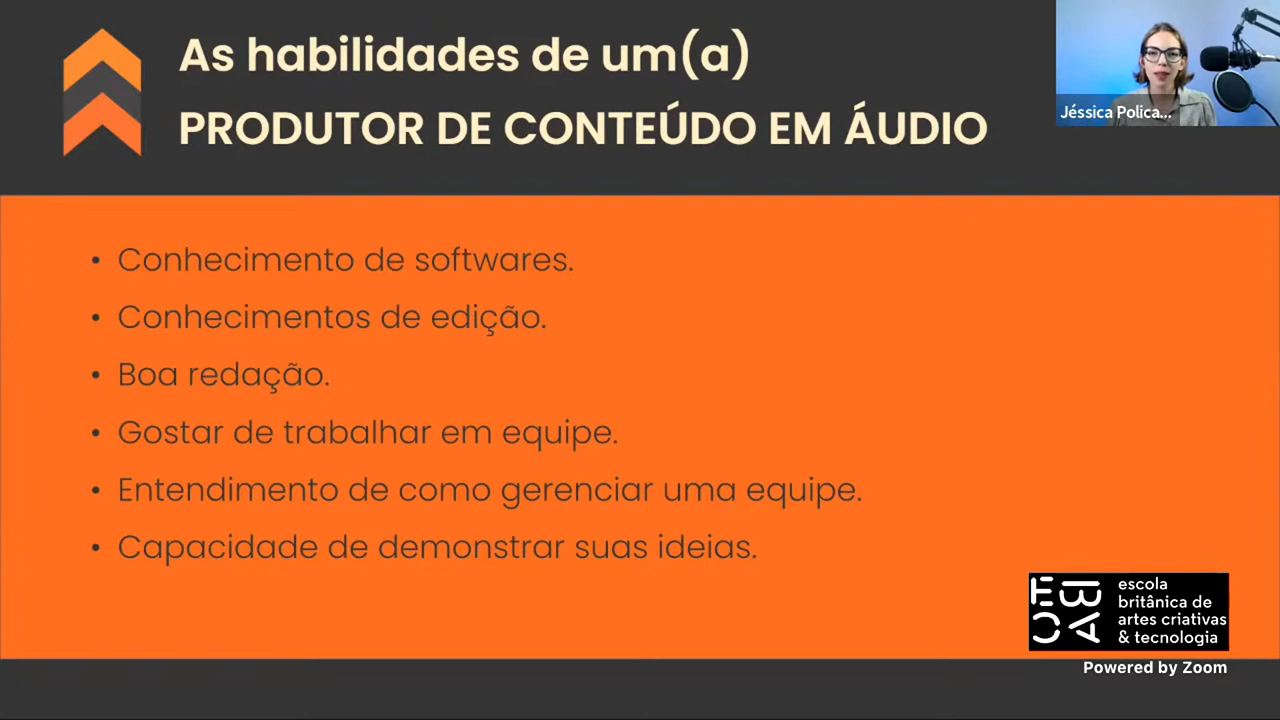 As habilidades de um(a)
PRODUTOR DE CONTEÚDO EM ÁUDIO
Jéssica Polica...
• Conhecimento de softwares.
• Conhecimentos de edição.
• Boa redação.
• Gostar de trabalhar em equipe.
• Entendimento de como gerenciar uma equipe.
• Capacidade de demonstrar suas ideias.
EBAC
escola
britânica de
artes criativas
& tecnologia
Powered by Zoom